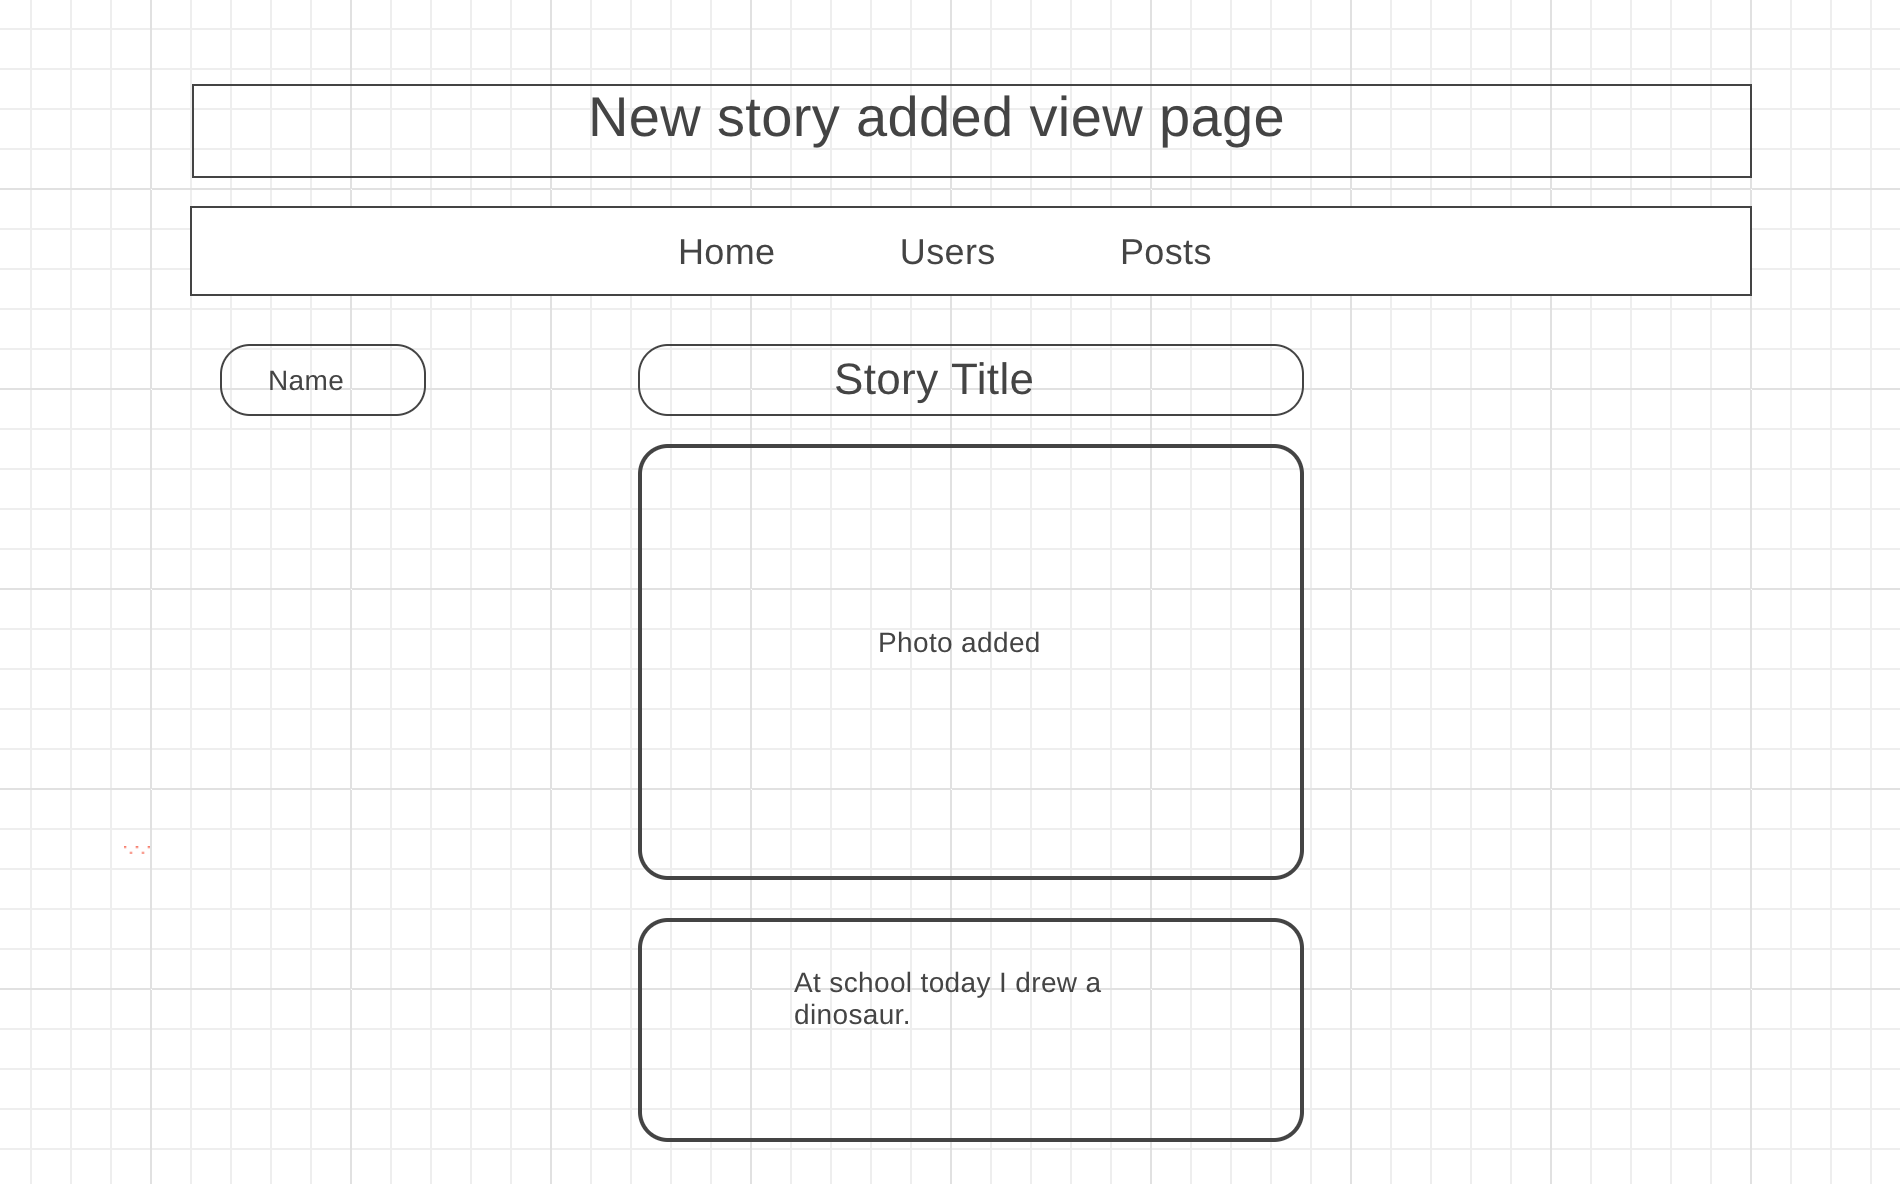 New story added view page
Home Users Posts
Name
Story Title
Photo added
At school today I drew a
dinosaur.